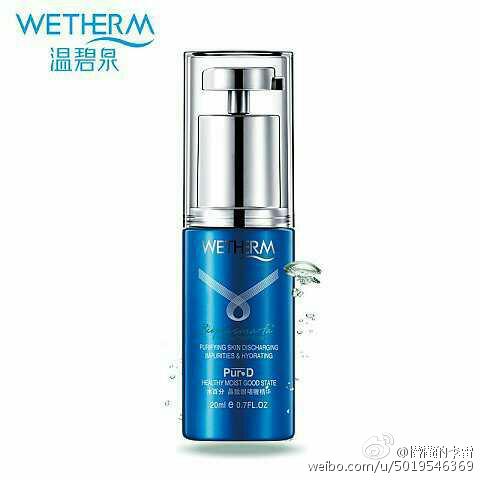 WETHERM
温碧泉
WETHERM
PURIFYING SKIN DISCHARGING
IMPURITIES & HYDRATING
Pur•D
HEALTHY MOIST GOOD STATE
20ml e 0.7FL.OZ
weibo.com/u/5019546369